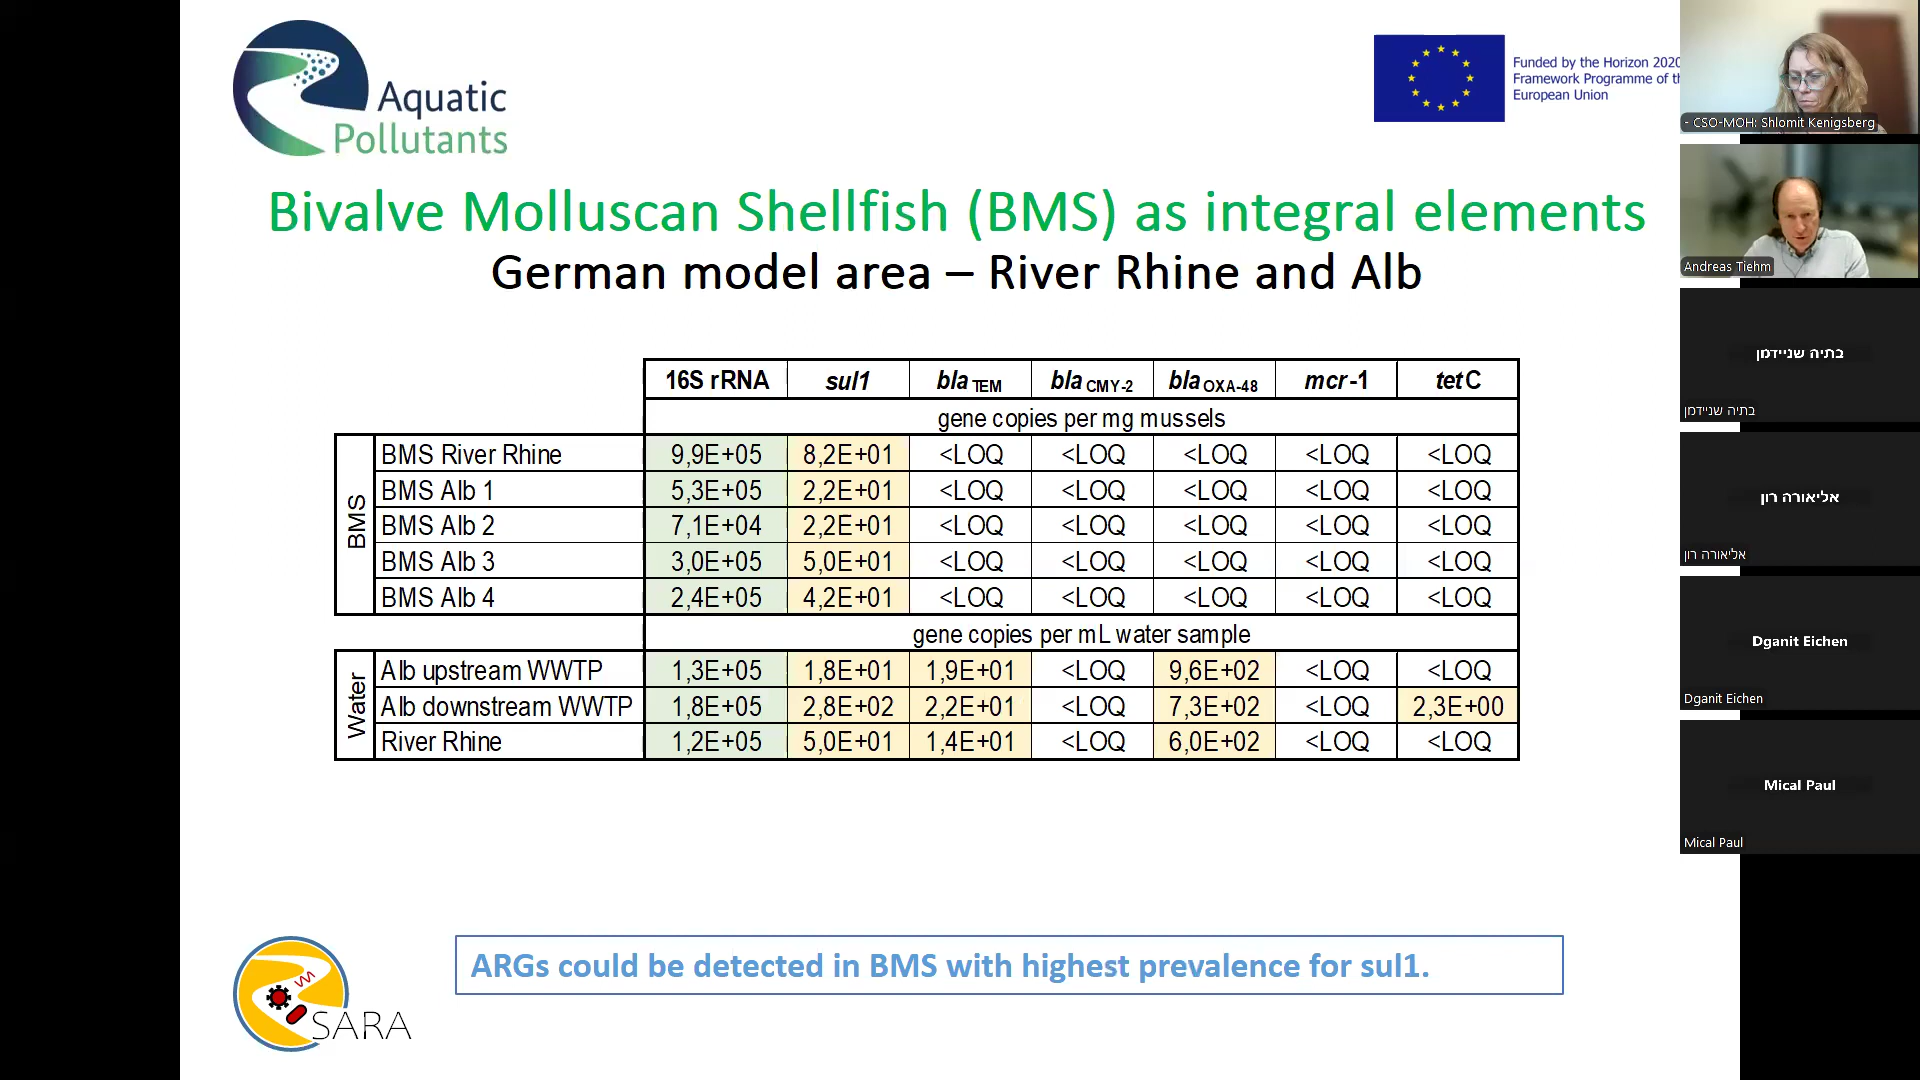 Aquatic
Pollutants
Funded by the Horizon 2020
Framework Programme of th
European Union
Bivalve Molluscan Shellfish (BMS) as integral elements
German model area – River Rhine and Alb
16S rRNA sul1 bla TEM bla CMY-2 bla OXA-48 mcr-1 tetC
gene copies per mg mussels
BMS
BMS River Rhine 9,9E+05 8,2E+01 <LOQ <LOQ <LOQ <LOQ <LOQ
BMS Alb 1 5,3E+05 2,2E+01 <LOQ <LOQ <LOQ <LOQ <LOQ
BMS Alb 2 7,1E+04 2,2E+01 <LOQ <LOQ <LOQ <LOQ <LOQ
BMS Alb 3 3,0E+05 5,0E+01 <LOQ <LOQ <LOQ <LOQ <LOQ
BMS Alb 4 2,4E+05 4,2E+01 <LOQ <LOQ <LOQ <LOQ <LOQ
gene copies per mL water sample
Water
Alb upstream WWTP 1,3E+05 1,8E+01 1,9E+01 <LOQ 9,6E+02 <LOQ <LOQ
Alb downstream WWTP 1,8E+05 2,8E+02 2,2E+01 <LOQ 7,3E+02 <LOQ 2,3E+00
River Rhine 1,2E+05 5,0E+01 1,4E+01 <LOQ 6,0E+02 <LOQ <LOQ
ARGs could be detected in BMS with highest prevalence for sul1.
SARA
- CSO-MOH: Shlomit Kenigsberg
Andreas Tiehm
בתיה שניידמן
בתיה שניידמן
אליאורה רון
אליאורה רון
Dganit Eichen
Dganit Eichen
Mical Paul
Mical Paul